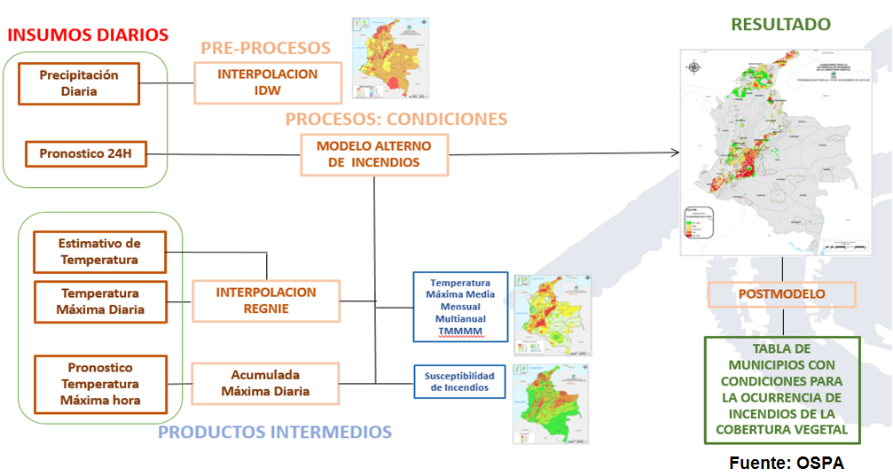 INSUMOS DIARIOS
PRE-PROCESOS
RESULTADO
Precipitación
Diaria
INTERPOLACION
IDW
PROCESOS: CONDICIONES
Pronostico 24H
MODELO ALTERNO
DE INCENDIOS
Estimativo de
Temperatura
Temperatura
Máxima Diaria
INTERPOLACION
REGNIE
Temperatura
Máxima Media
Mensual
Multianual
TMMMM
POSTMODELO
Pronostico
Temperatura
Máxima hora
Acumulada
Máxima Diaria
Susceptibilidad
de Incendios
TABLA DE
MUNICIPIOS CON
CONDICIONES PARA
LA OCURRENCIA DE
INCENDIOS DE LA
COBERTURA VEGETAL
PRODUCTOS INTERMEDIOS
Fuente: OSPA